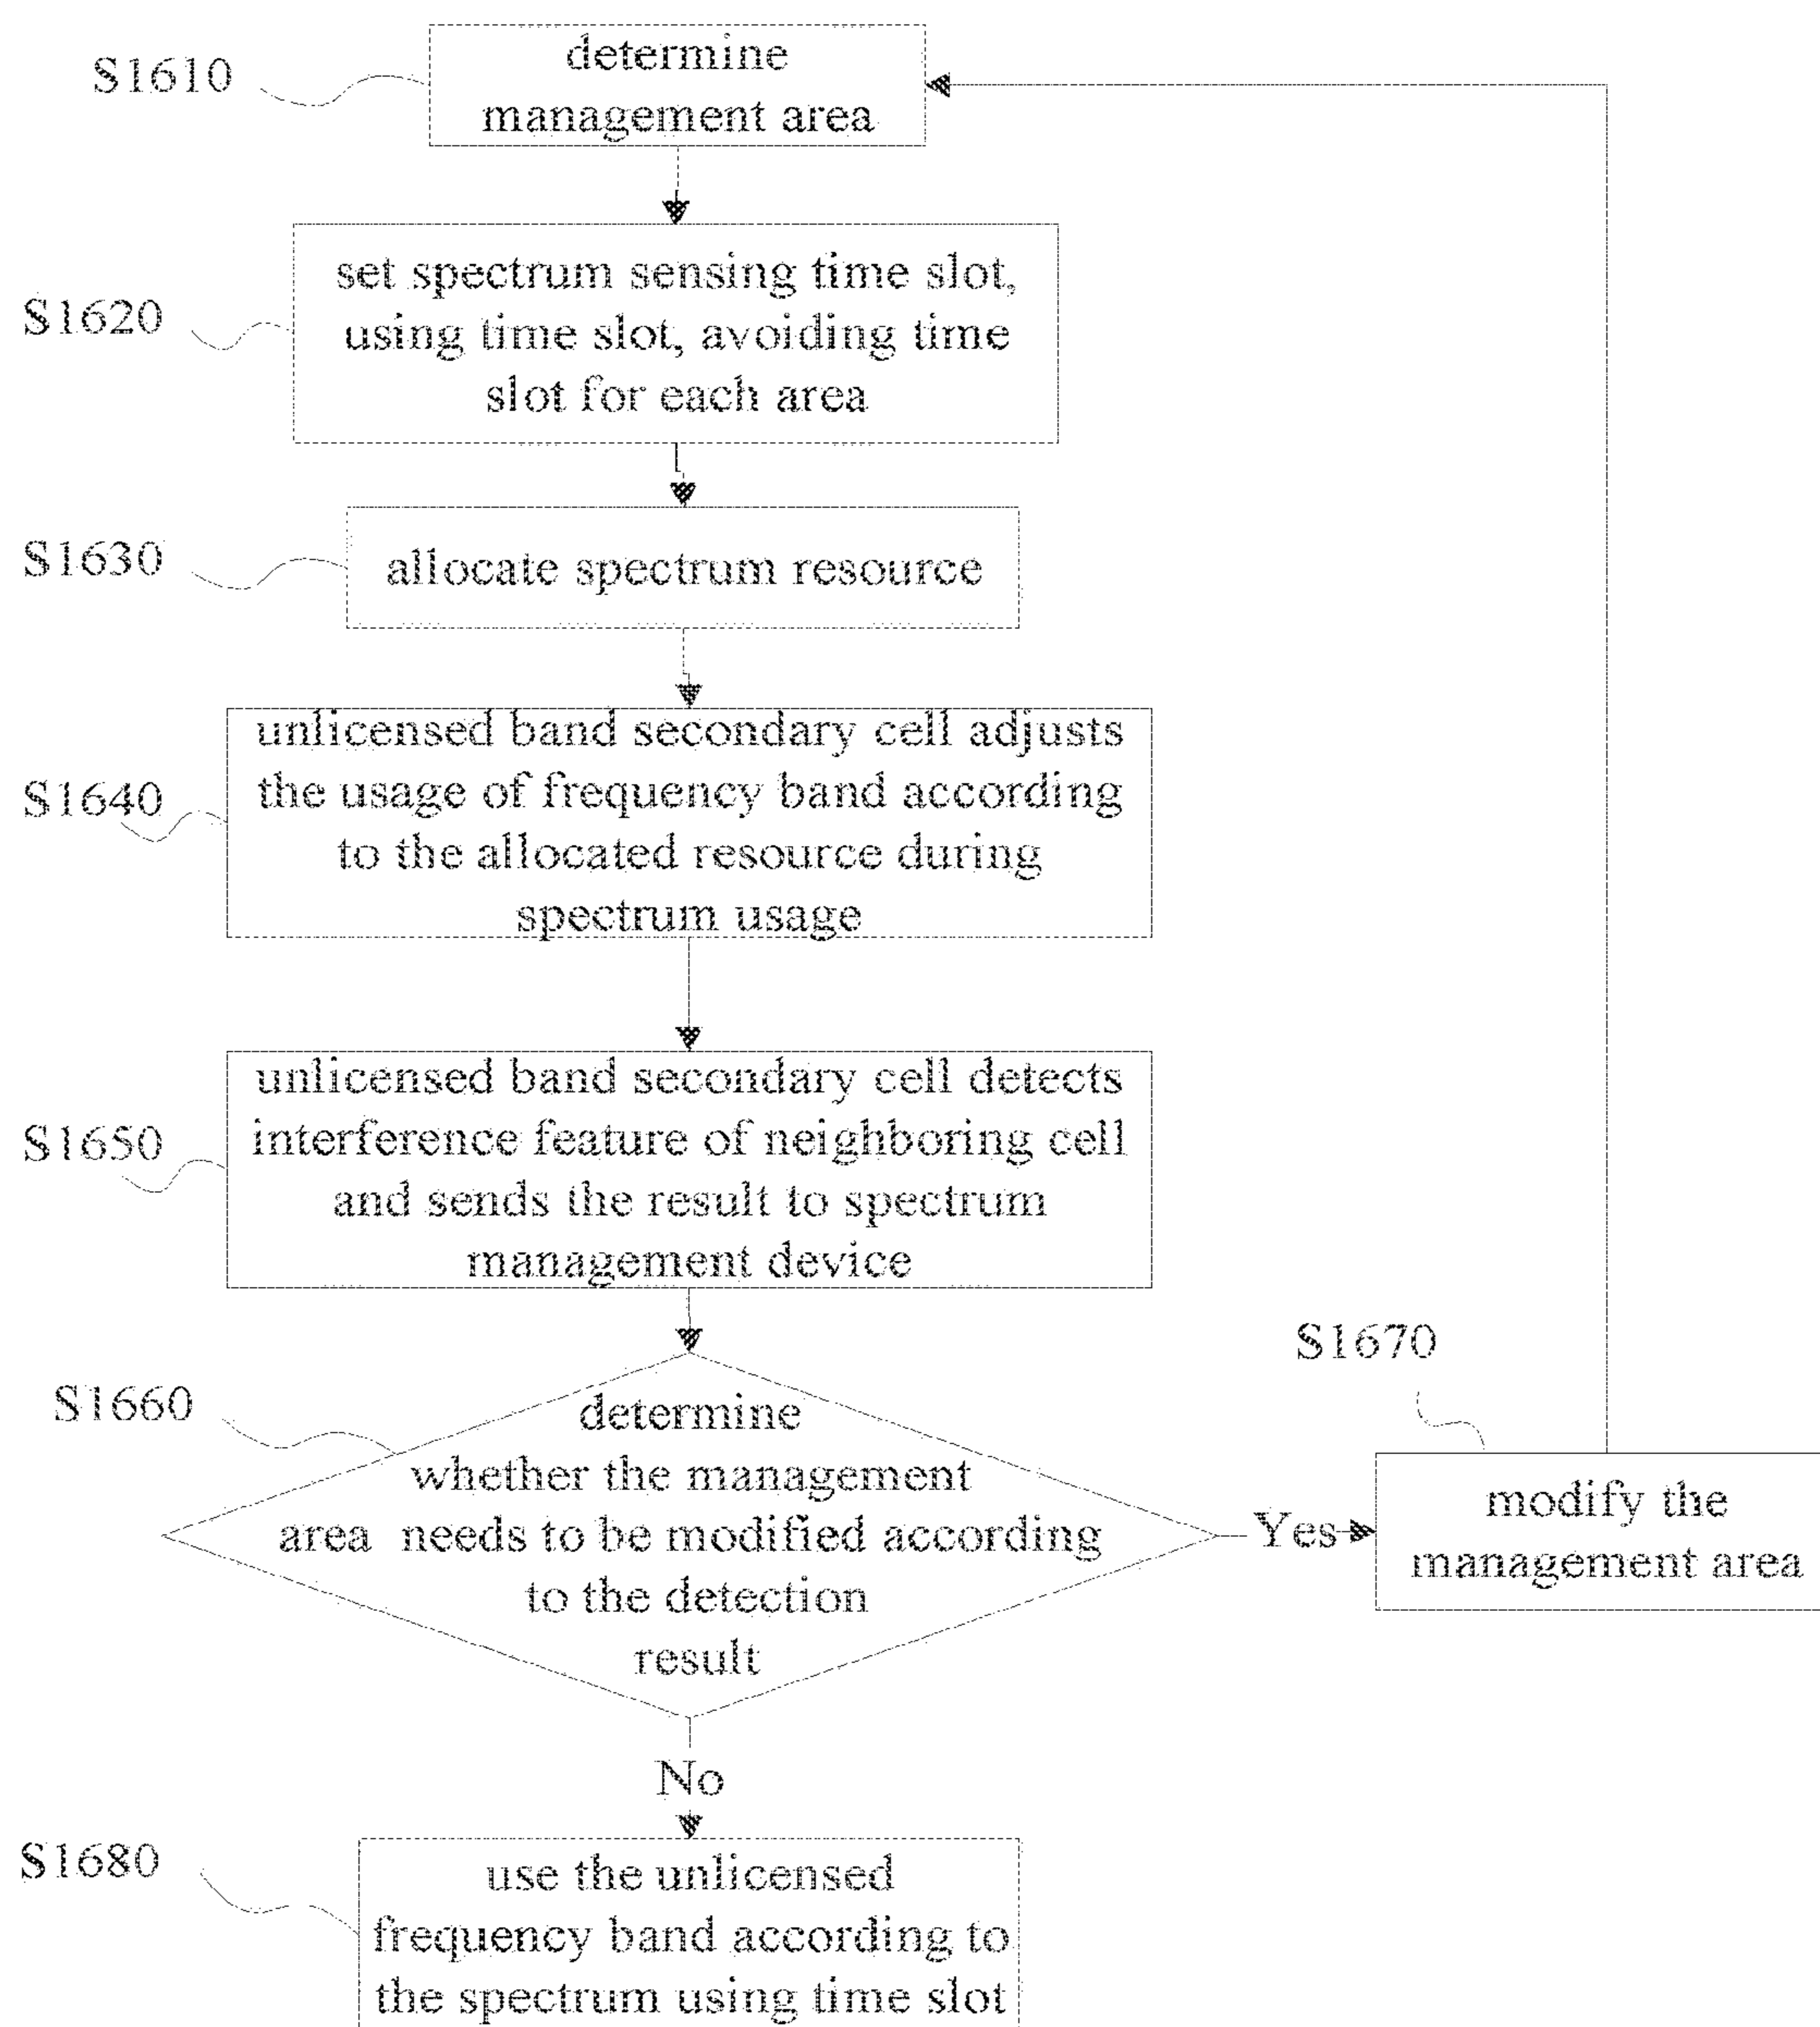 S1610
determine
management area
S1620
set spectrum sensing time slot,
using time slot, avoiding time
slot for each area
S1630
allocate spectrum resource
S1640
unlicensed band secondary cell adjusts
the usage of frequency band according
to the allocated resource during
spectrum usage
S1650
unlicensed band secondary cell detects
interference feature of neighboring cell
and sends the result to spectrum
management device
S1660
determine
whether the management
area needs to be modified according
to the detection
result
Yes
S1670
modify the
management area
No
S1680
use the unlicensed
frequency band according to
the spectrum using time slot